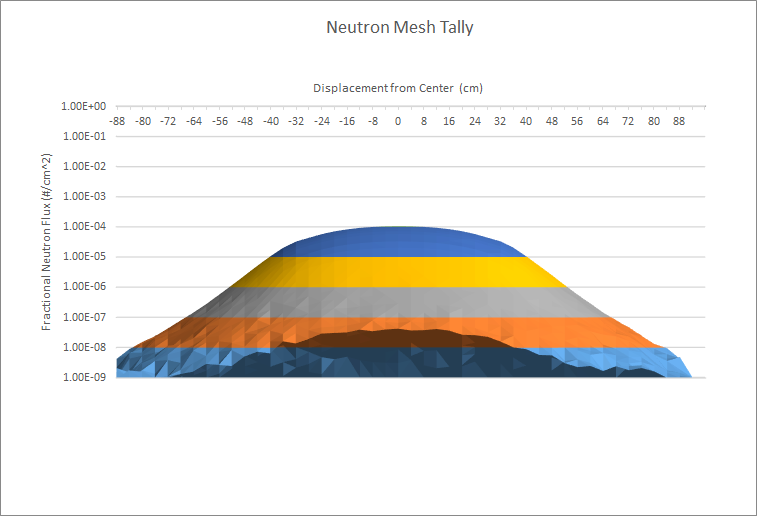 Neutron Mesh Tally
Displacement from Center (cm)
1.00E+00
-88 -80 -72 -64 -56 -48 -40 -32 -24 -16 -8 0 8 16 24 32 40 48 56 64 72 80 88
1.00E-01
1.00E-02
1.00E-03
1.00E-04
1.00E-05
1.00E-06
1.00E-07
1.00E-08
1.00E-09
Fractional Neutron Flux (#/cm^2)